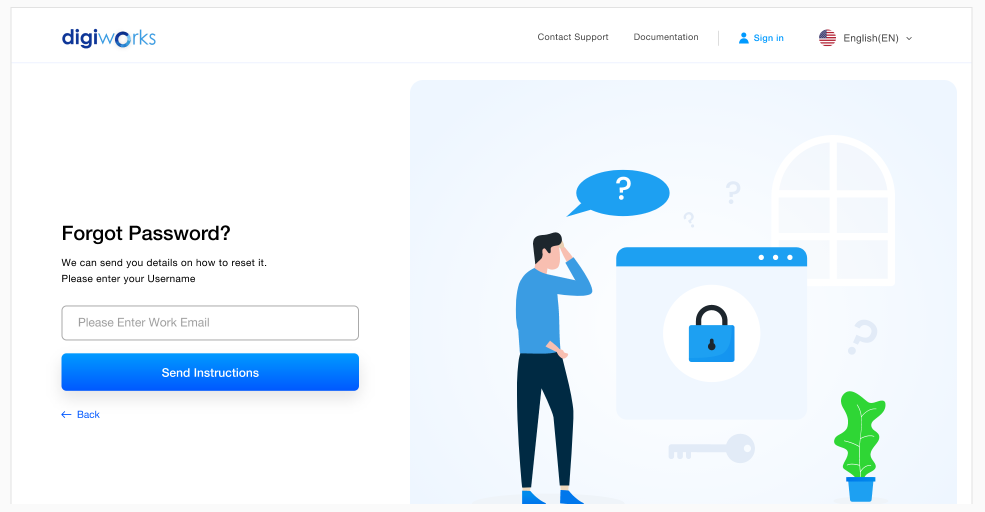 digiworks
Contact Support
Documentation
Sign in
English(EN)
Forgot Password?
We can send you details on how to reset it.
Please enter your Username
Please Enter Work Email
Send Instructions
Back
?
?
?
?